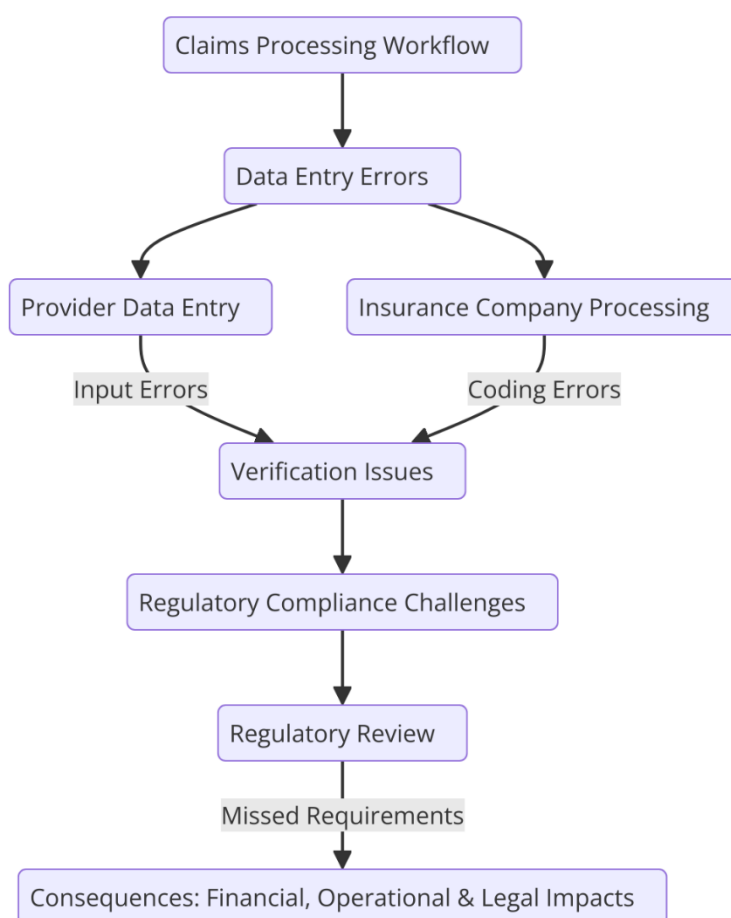 Claims Processing Workflow
Data Entry Errors
Provider Data Entry
Insurance Company Processing
Input Errors
Coding Errors
Verification Issues
Regulatory Compliance Challenges
Regulatory Review
Missed Requirements
Consequences: Financial, Operational & Legal Impacts